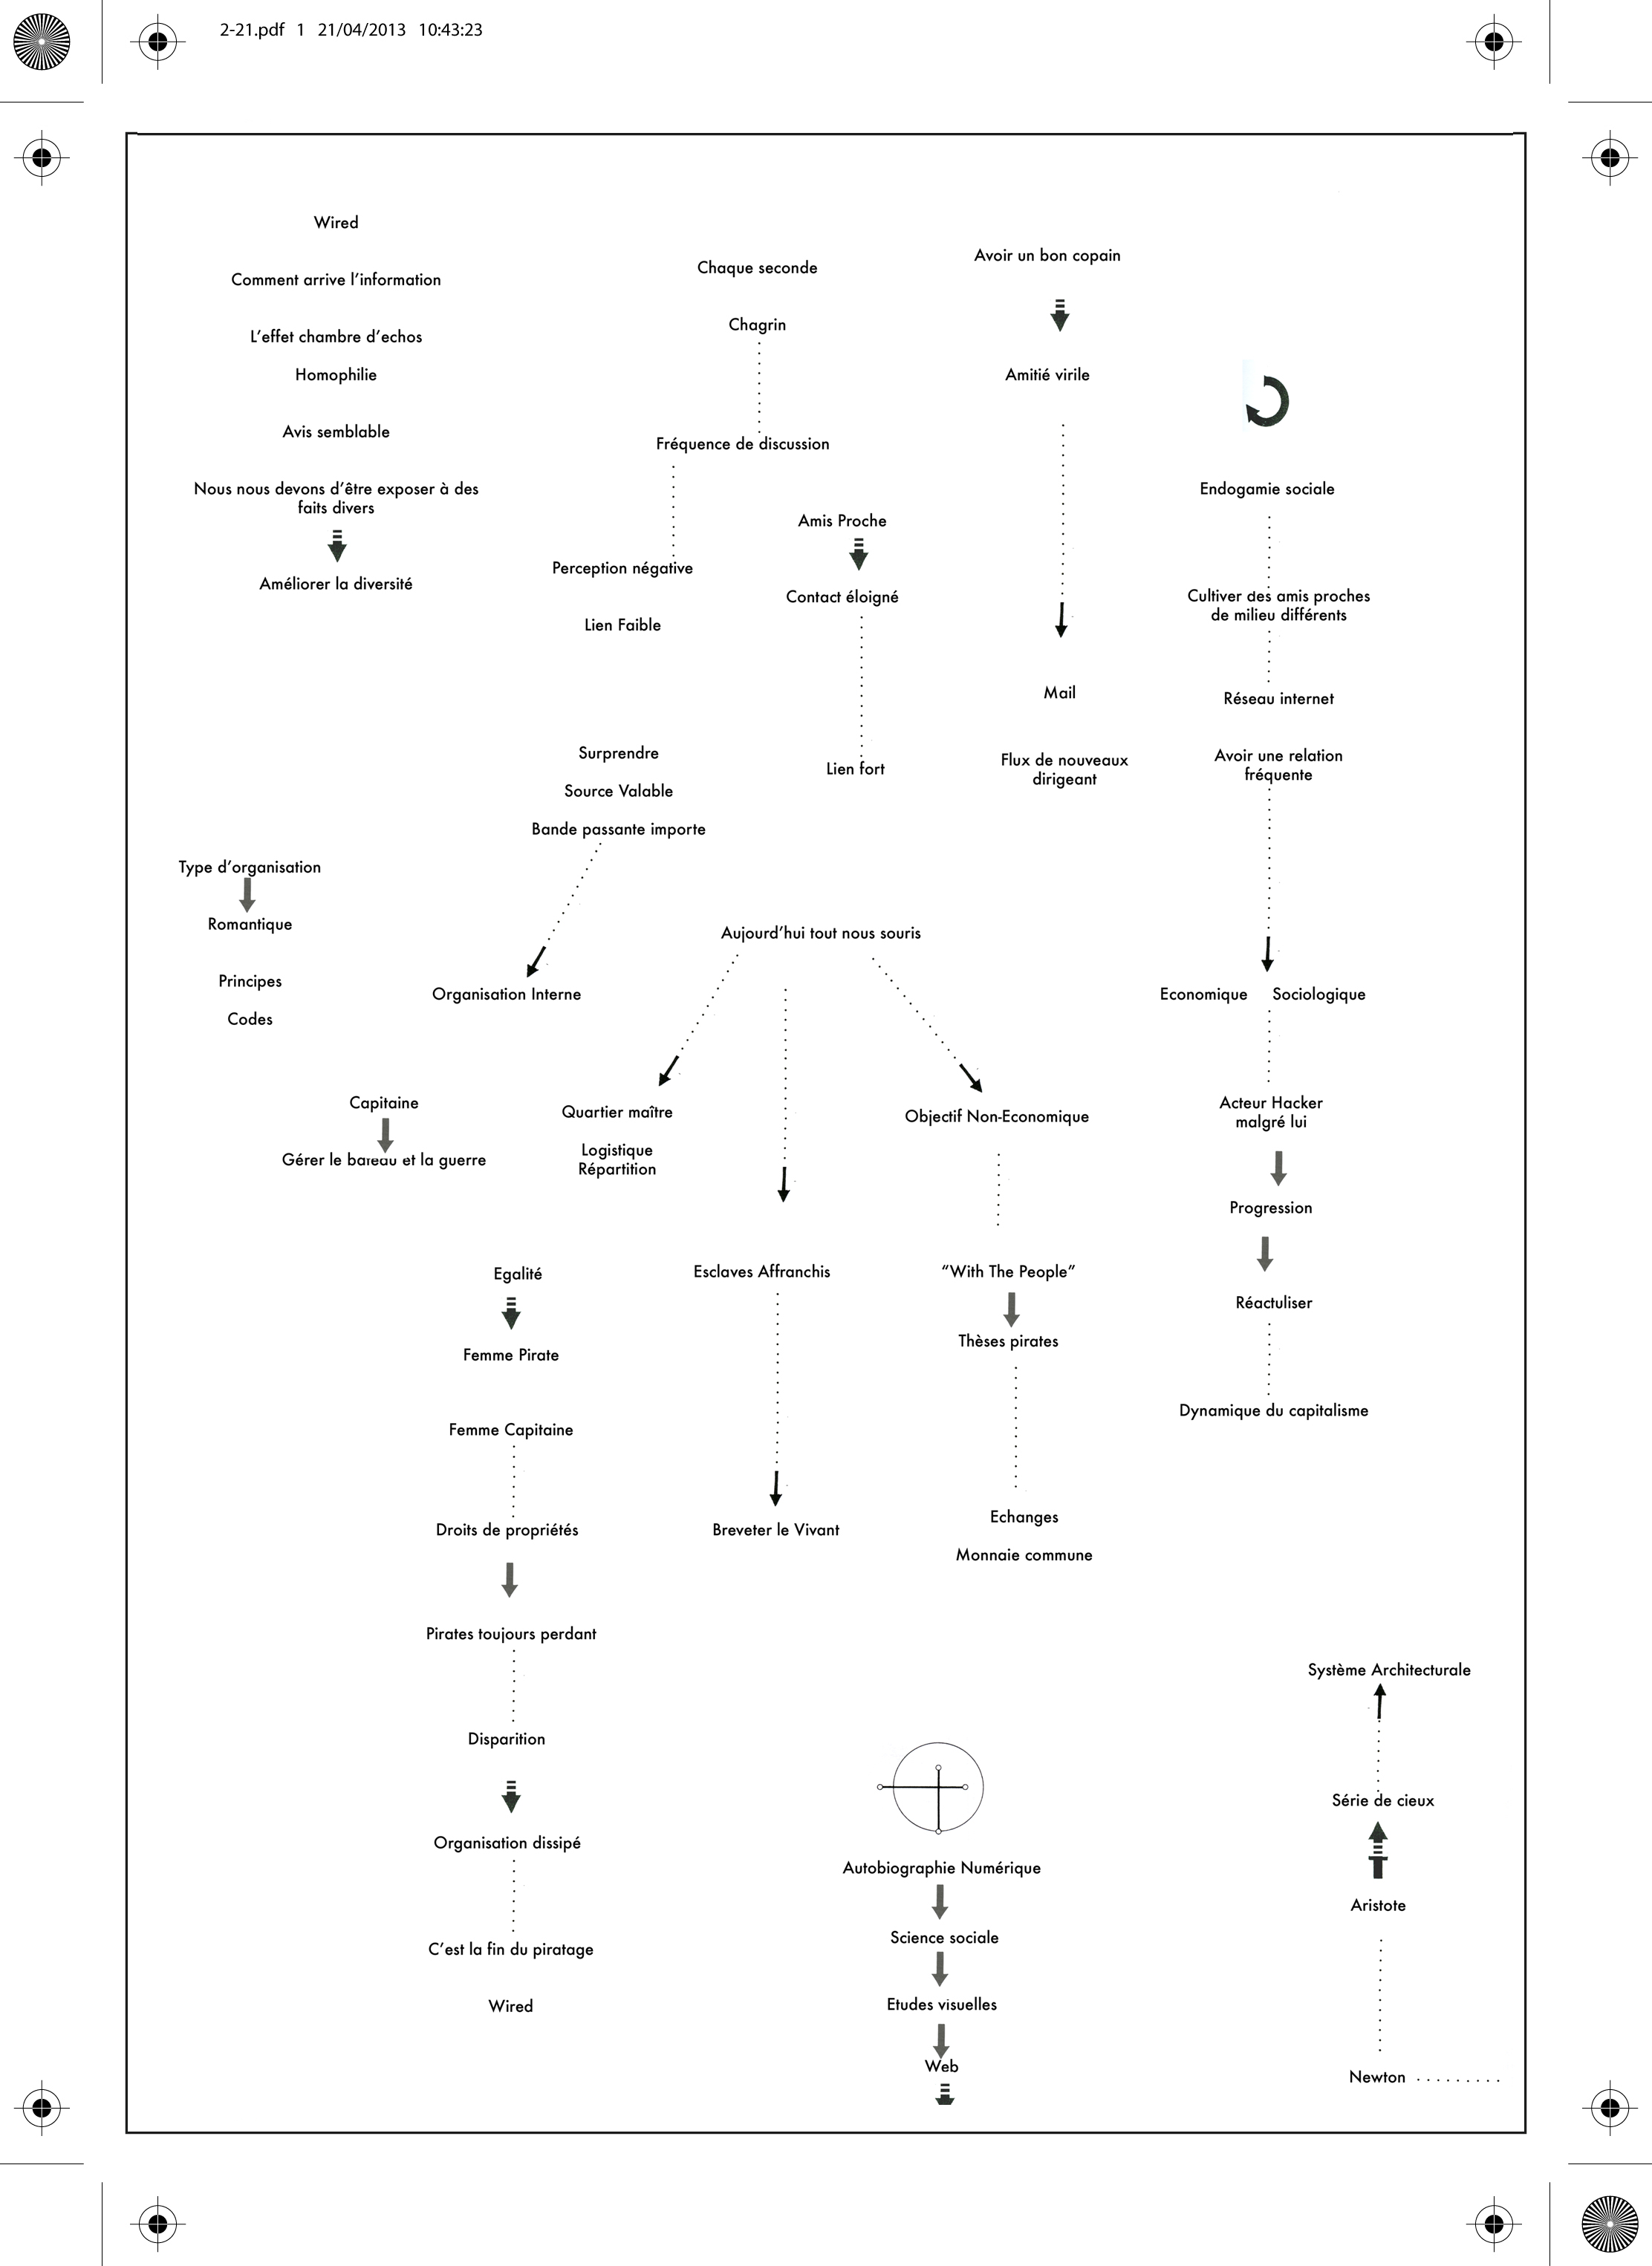 2-21.pdf 1 21/04/2013 10:43:23
Wired
Comment arrive l'information
L'effet chambre d'echos
Homophilie
Avis semblable
Nous nous devons d'être exposer à des
faits divers
Améliorer la diversité
Chaque seconde
Chagrin
Fréquence de discussion
Perception négative
Lien Faible
Amis Proche
Contact éloigné
Lien fort
Avoir un bon copain
Amitié virile
Mail
Flux de nouveaux
dirigeant
Endogamie sociale
Cultiver des amis proches
de milieu différents
Réseau internet
Avoir une relation
fréquente
Economique Sociologique
Acteur Hacker
malgré lui
Progression
Réactuliser
Dynamique du capitalisme
Surprendre
Source Valable
Bande passante importe
Organisation Interne
Type d'organisation
Romantique
Principes
Codes
Capitaine
Gérer le bateau et la guerre
Aujourd'hui tout nous souris
Quartier maître
Logistique
Répartition
Esclaves Affranchis
Breveter le Vivant
Objectif Non-Economique
"With The People"
Thèses pirates
Echanges
Monnaie commune
Egalité
Femme Pirate
Femme Capitaine
Droits de propriétés
Pirates toujours perdant
Disparition
Organisation dissipé
C'est la fin du piratage
Wired
Autobiographie Numérique
Science sociale
Etudes visuelles
Web
Système Architecturale
Série de cieux
Aristote
Newton